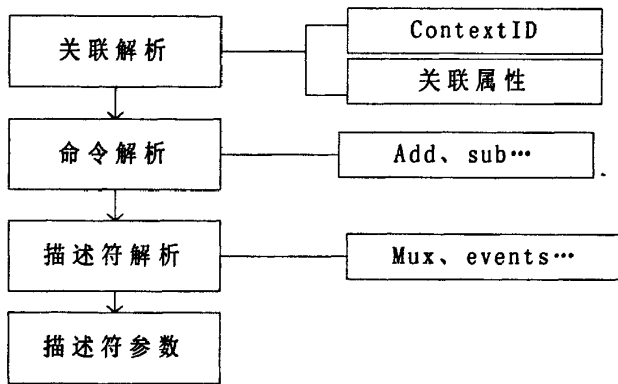 关联解析
ContextID
关联属性
命令解析
Add、sub…
描述符解析
Mux、events…
描述符参数